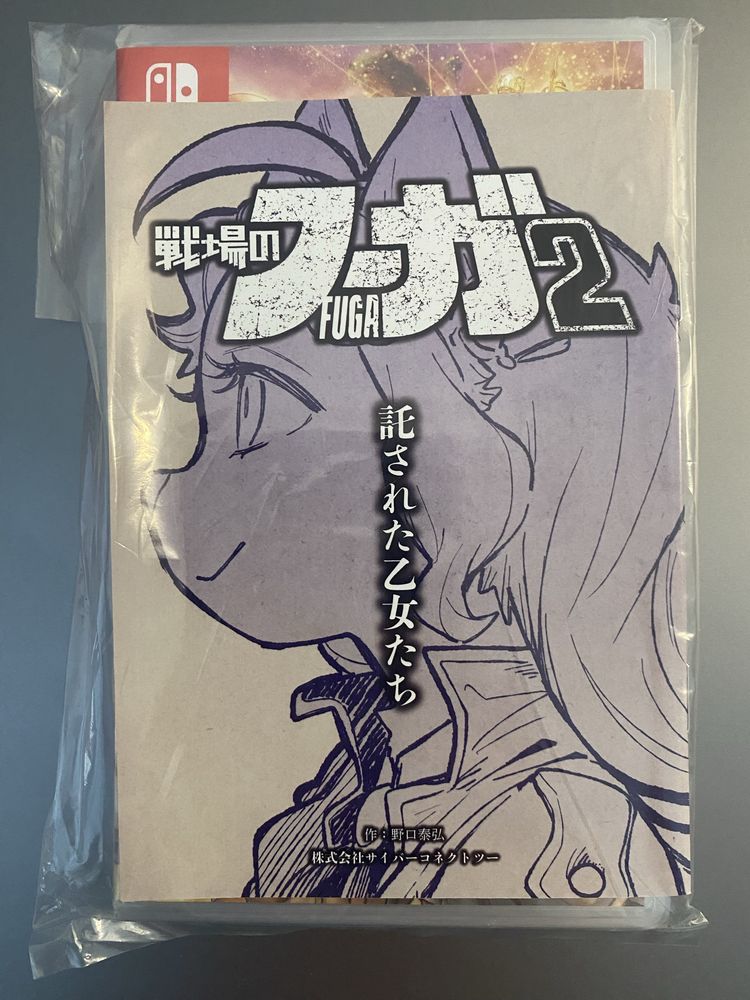 戦場のフーガ2
FUGA
託された乙女たち
作：野口泰弘
株式会社サイバーコネクトツー